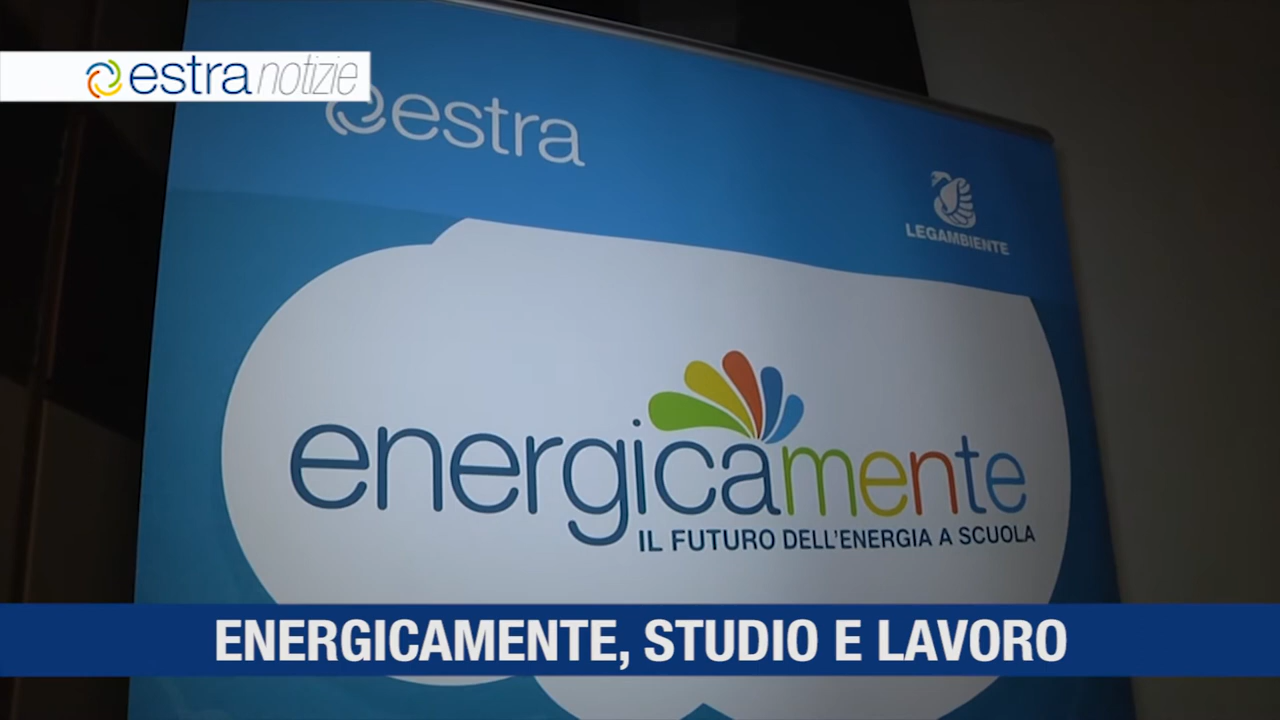 estra notizie
estra
LEGAMBIENTE
energicamente
IL FUTURO DELL'ENERGIA A SCUOLA
ENERGICAMENTE, STUDIO E LAVORO